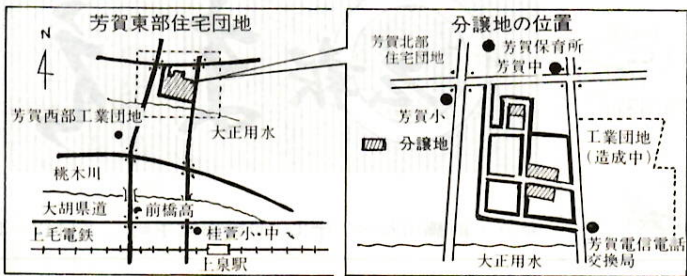 芳賀東部住宅団地
N
芳賀西部工業団地
大正用水
桃木川
大胡県道
前橋高
上毛電鉄
桂萱小・中
上泉駅
分譲地の位置
芳賀北部
住宅団地
芳賀保育所
芳賀中
芳賀小
分譲地
工業団地
(造成中)
芳賀電信電話
交換局
大正用水